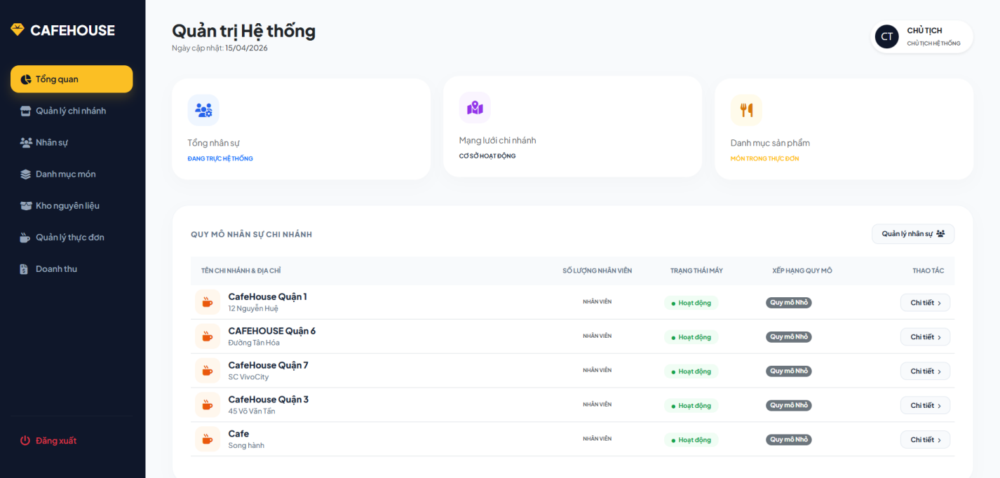 CAFEHOUSE
Tổng quan
Quản lý chi nhánh
Nhân sự
Danh mục món
Kho nguyên liệu
Quản lý thực đơn
Doanh thu
Đăng xuất
Quản trị Hệ thống
Ngày cập nhật: 15/04/2026
CT
CHỦ TỊCH
CHỦ TỊCH HỆ THỐNG
Tổng nhân sự
ĐANG TRỰC HỆ THỐNG
Mạng lưới chi nhánh
CƠ SỞ HOẠT ĐỘNG
Danh mục sản phẩm
MÓN TRONG THỰC ĐƠN
QUY MÔ NHÂN SỰ CHI NHÁNH
Quản lý nhân sự
TÊN CHI NHÁNH & ĐỊA CHỈ SỐ LƯỢNG NHÂN VIÊN TRẠNG THÁI MÁY XẾP HẠNG QUY MÔ THAO TÁC
CafeHouse Quận 1
12 Nguyễn Huệ
NHÂN VIÊN Hoạt động Quy mô Nhỏ Chi tiết
CAFEHOUSE Quận 6
Đường Tân Hóa
NHÂN VIÊN Hoạt động Quy mô Nhỏ Chi tiết
CafeHouse Quận 7
SC VivoCity
NHÂN VIÊN Hoạt động Quy mô Nhỏ Chi tiết
CafeHouse Quận 3
45 Võ Văn Tần
NHÂN VIÊN Hoạt động Quy mô Nhỏ Chi tiết
Cafe
Song hành
NHÂN VIÊN Hoạt động Quy mô Nhỏ Chi tiết